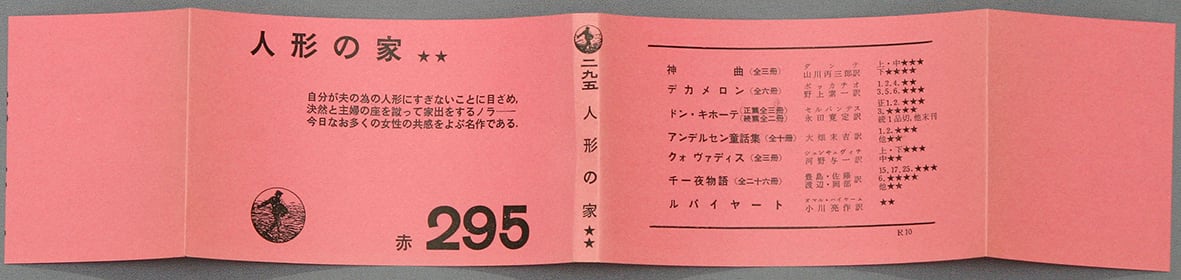 人形の家 ★★
自分が夫の為の人形にすぎないことに目ざめ,
決然と主婦の座を蹴って家出をするノラ――
今日なお多くの女性の共感をよぶ名作である.
赤 295
二九五 人形の家 ★★
神曲(全三冊) ダンテ 山川丙三郎訳 上・中★★★ 下★★★★
デカメロン(全六冊) ボッカチオ 野上素一訳 1.2.4.★★ 3.5.6.★★★
ドン・キホーテ(正篇全三冊)(続篇全二冊) セルバンテス 永田寛定訳 正1.2.★★★ 3.★★★★ 続1品切,他未刊
アンデルセン童話集(全十冊) 大畑末吉訳 1.2.★★★ 他★★
クォ ヴァディス(全三冊) シェンキェヴィチ 河野与一訳 上・下★★★ 中★★
千一夜物語(全二十六冊) 豊島・佐藤 渡辺・岡部訳 15.17.25.★★★ 6.★★★★ 他★★
ルバイヤート オマル・ハイヤーム 小川亮作訳 ★★
R10